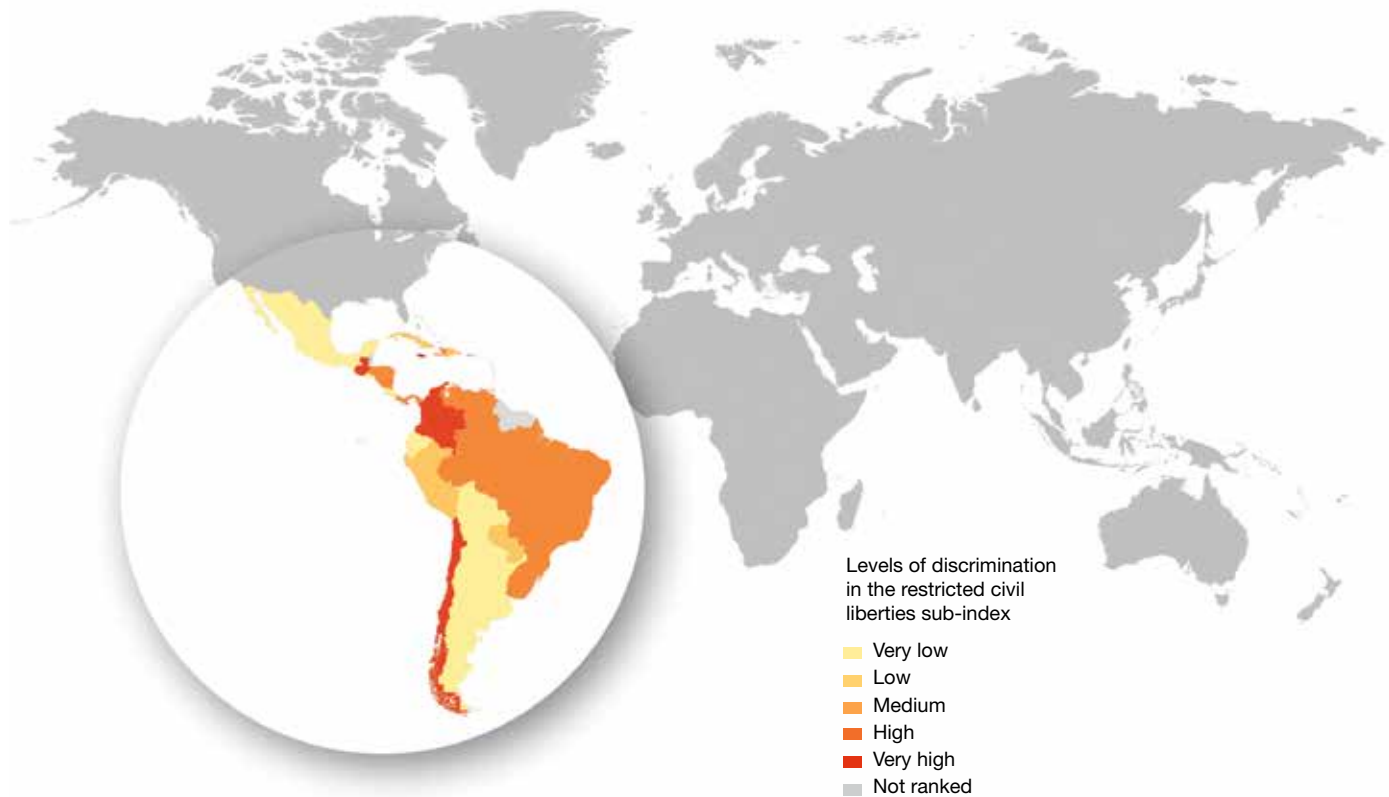 Levels of discrimination
in the restricted civil
liberties sub-index
Very low
Low
Medium
High
Very high
Not ranked